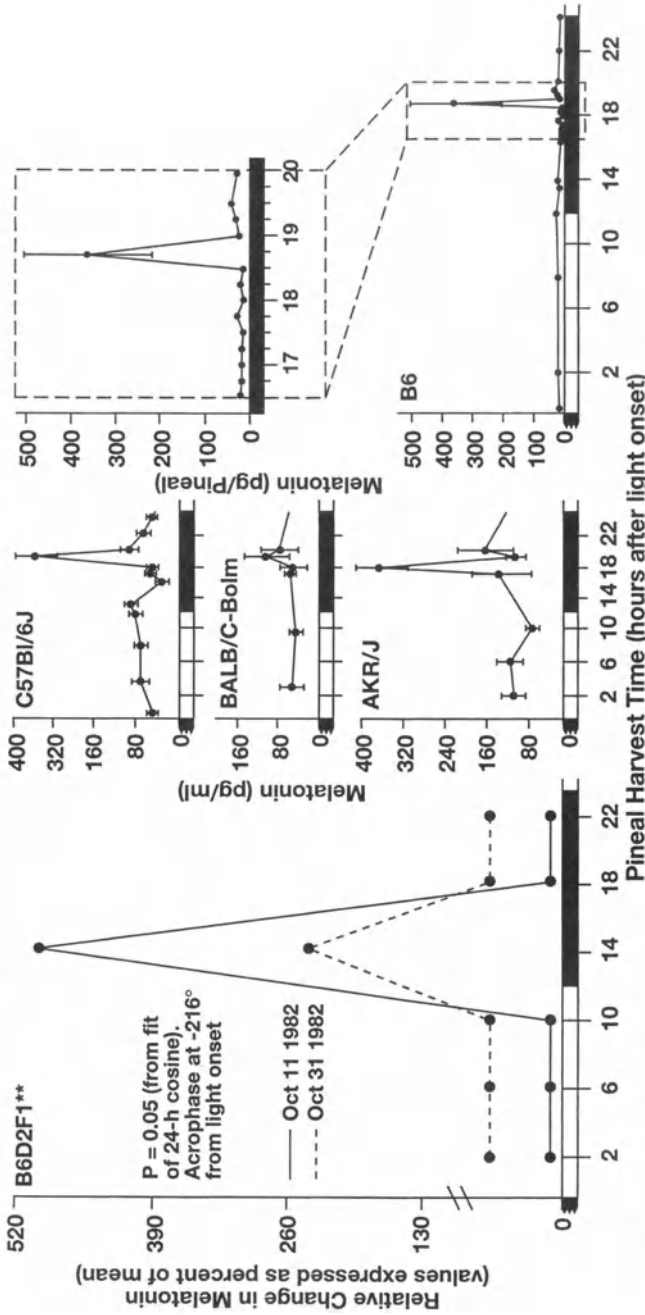 B6D2F1**
Relative Change in Melatonin
(values expressed as percent of mean)
520
390
260
130
0
P = 0.05 (from fit
of 24-h cosine).
Acrophase at -216°
from light onset
Oct 11 1982
Oct 31 1982
2 6 10 14 18 22
C57Bl/6J
400
320
240
160
80
0
BALB/C-Bolm
160
80
0
AKR/J
400
320
240
160
80
0
Melatonin (pg/ml)
2 6 10 14 18 22
500
400
300
200
100
0
Melatonin (pg/Pineal)
17 18 19 20
B6
500
400
300
200
100
0
2 6 10 14 18 22
Pineal Harvest Time (hours after light onset)